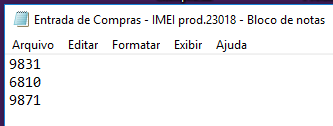 Entrada de Compras - IMEI prod.23018 - Bloco de notas
Arquivo Editar Formatar Exibir Ajuda
9831
6810
9871